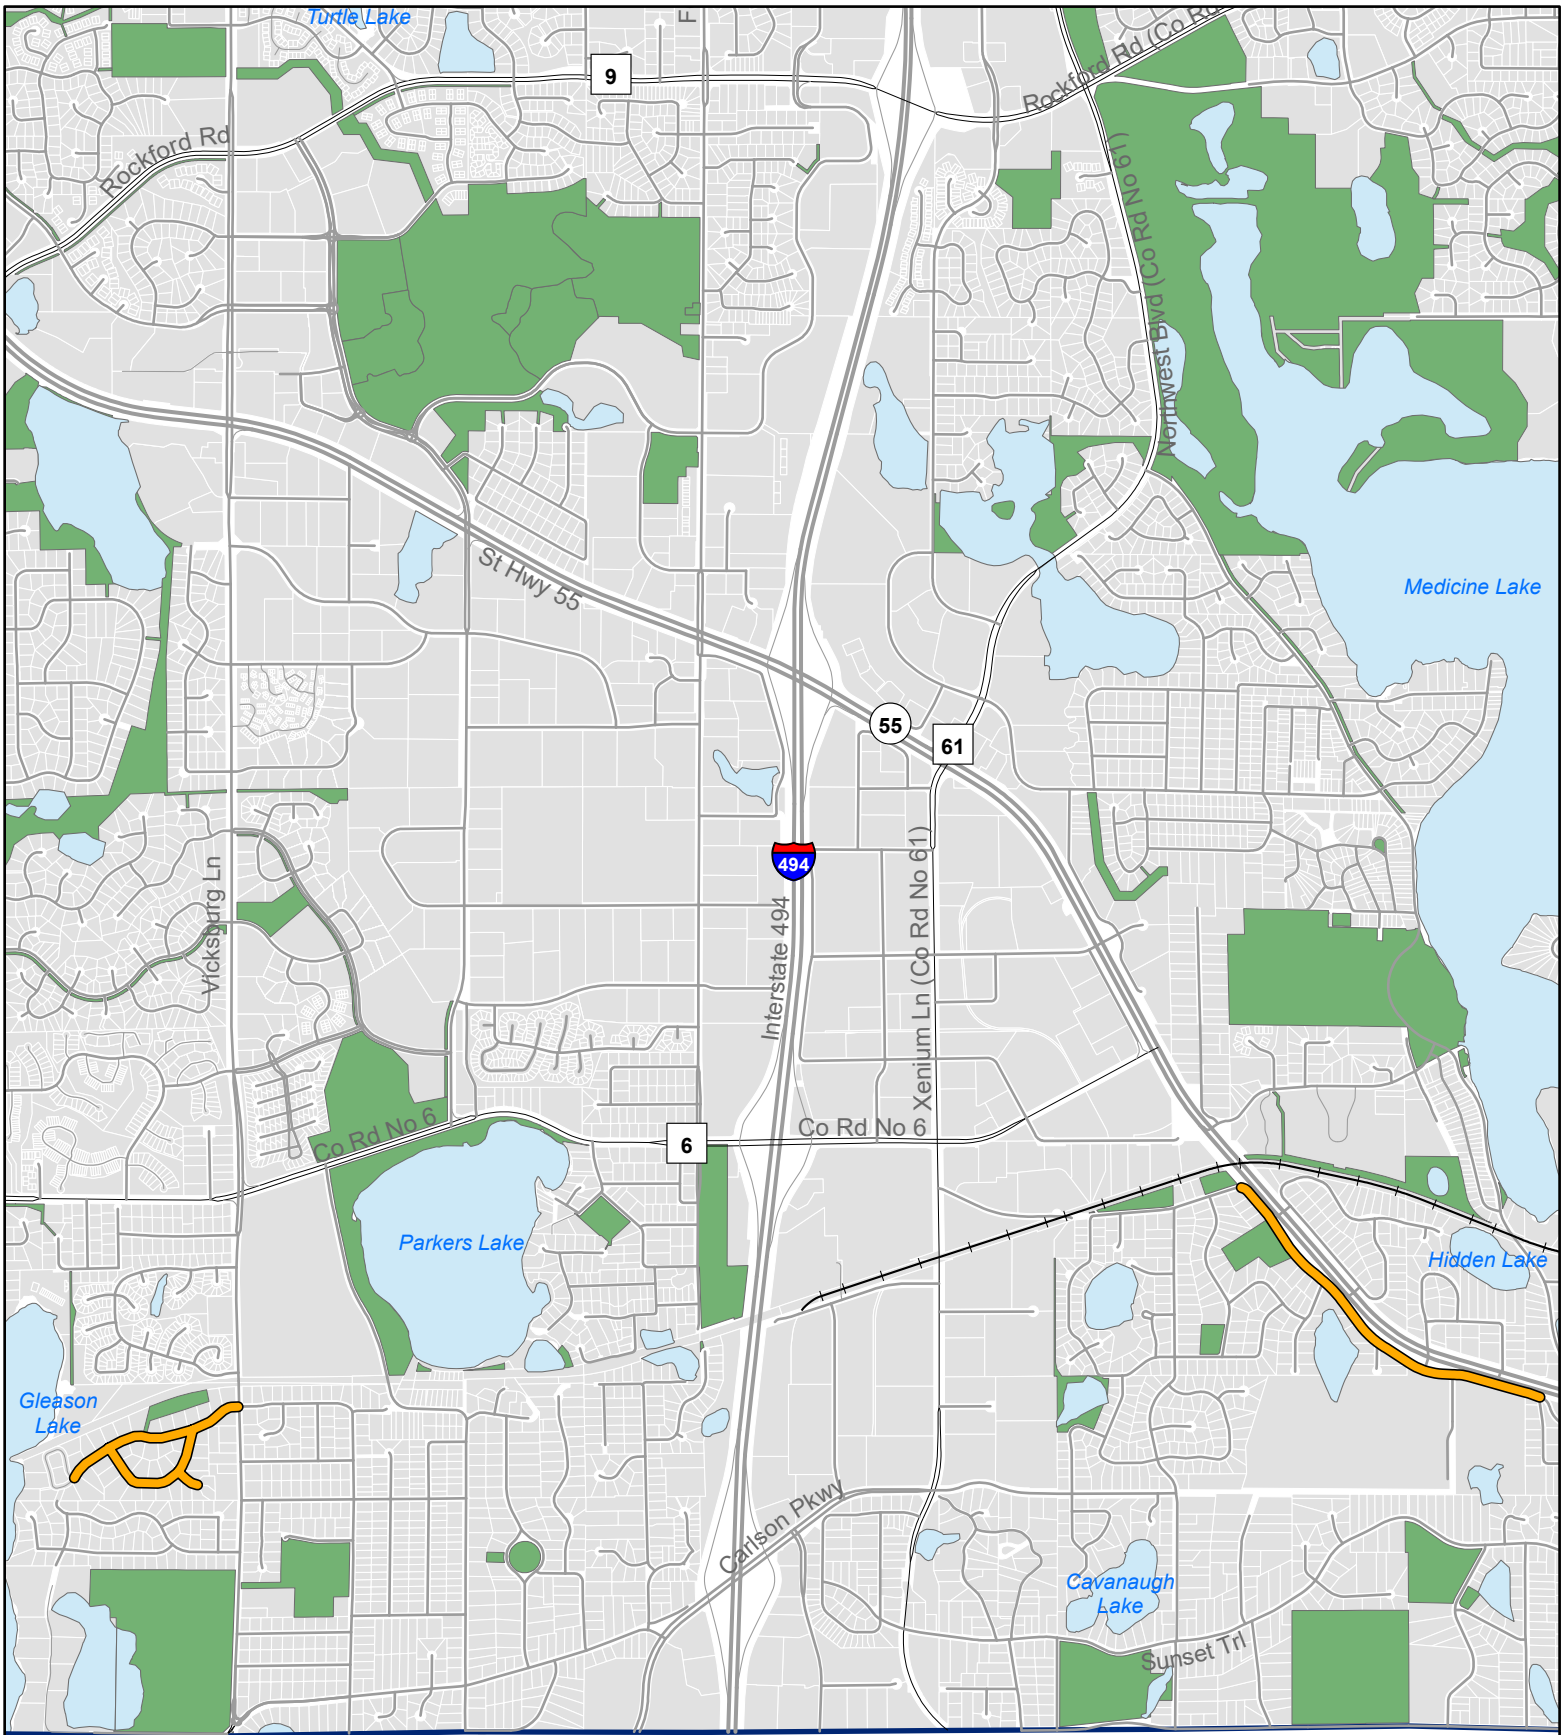 Turtle Lake
F
9
Rockford Rd (Co Rd
Rockford Rd
Northwest Blvd (Co Rd No 61)
St Hwy 55
Medicine Lake
55
61
494
Vicksburg Ln
Interstate 494
Xenium Ln (Co Rd No 61)
Co Rd No 6
6
Co Rd No 6
Parkers Lake
Hidden Lake
Gleason
Lake
Carlson Pkwy
Cavanaugh
Lake
Sunset Trl